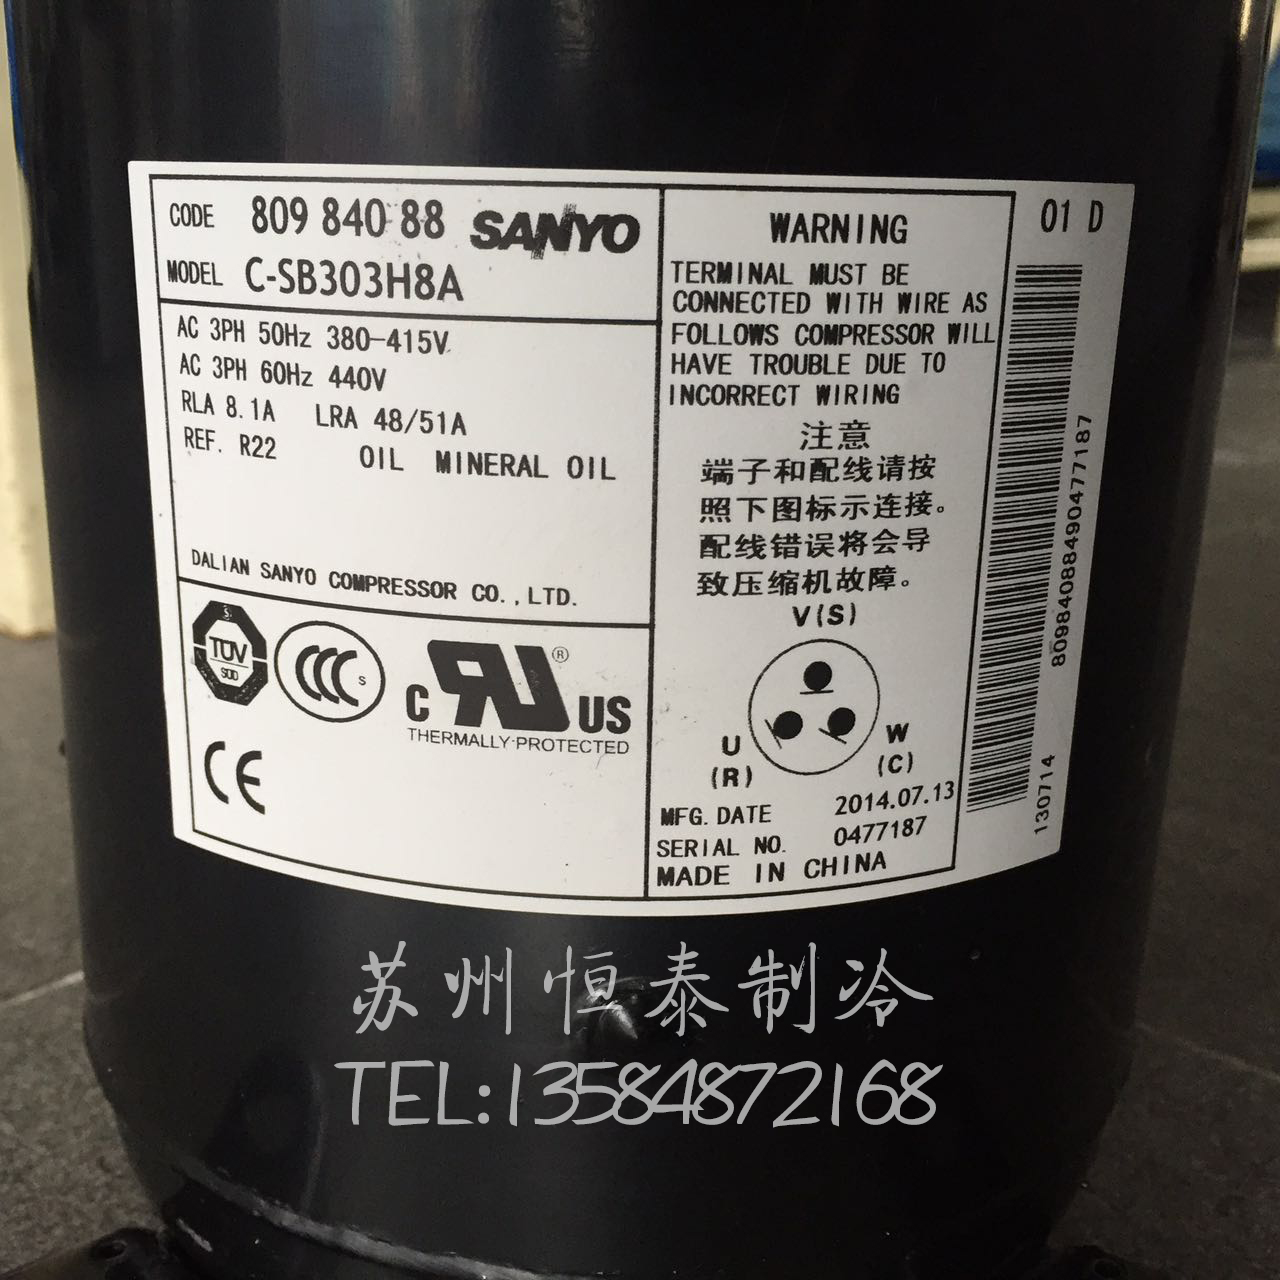 CODE 809 840 88 SANYO
MODEL C-SB303H8A
AC 3PH 50Hz 380-415V
AC 3PH 60Hz 440V
RLA 8.1A LRA 48/51A
REF. R22 OIL MINERAL OIL
DALIAN SANYO COMPRESSOR CO.,LTD.
S
TÜV
SÜD
CCC S
C RU ® US
THERMALLY-PROTECTED
CE
WARNING
TERMINAL MUST BE
CONNECTED WITH WIRE AS
FOLLOWS COMPRESSOR WILL
HAVE TROUBLE DUE TO
INCORRECT WIRING
注意
端子和配线请按
照下图标示连接。
配线错误将会导
致压缩机故障。
V(S)
U
(R)
W
(C)
MFG. DATE 2014.07.13
SERIAL NO. 0477187
MADE IN CHINA
01 D
80984088490477187
130714
苏州恒泰制冷
TEL:13584872168